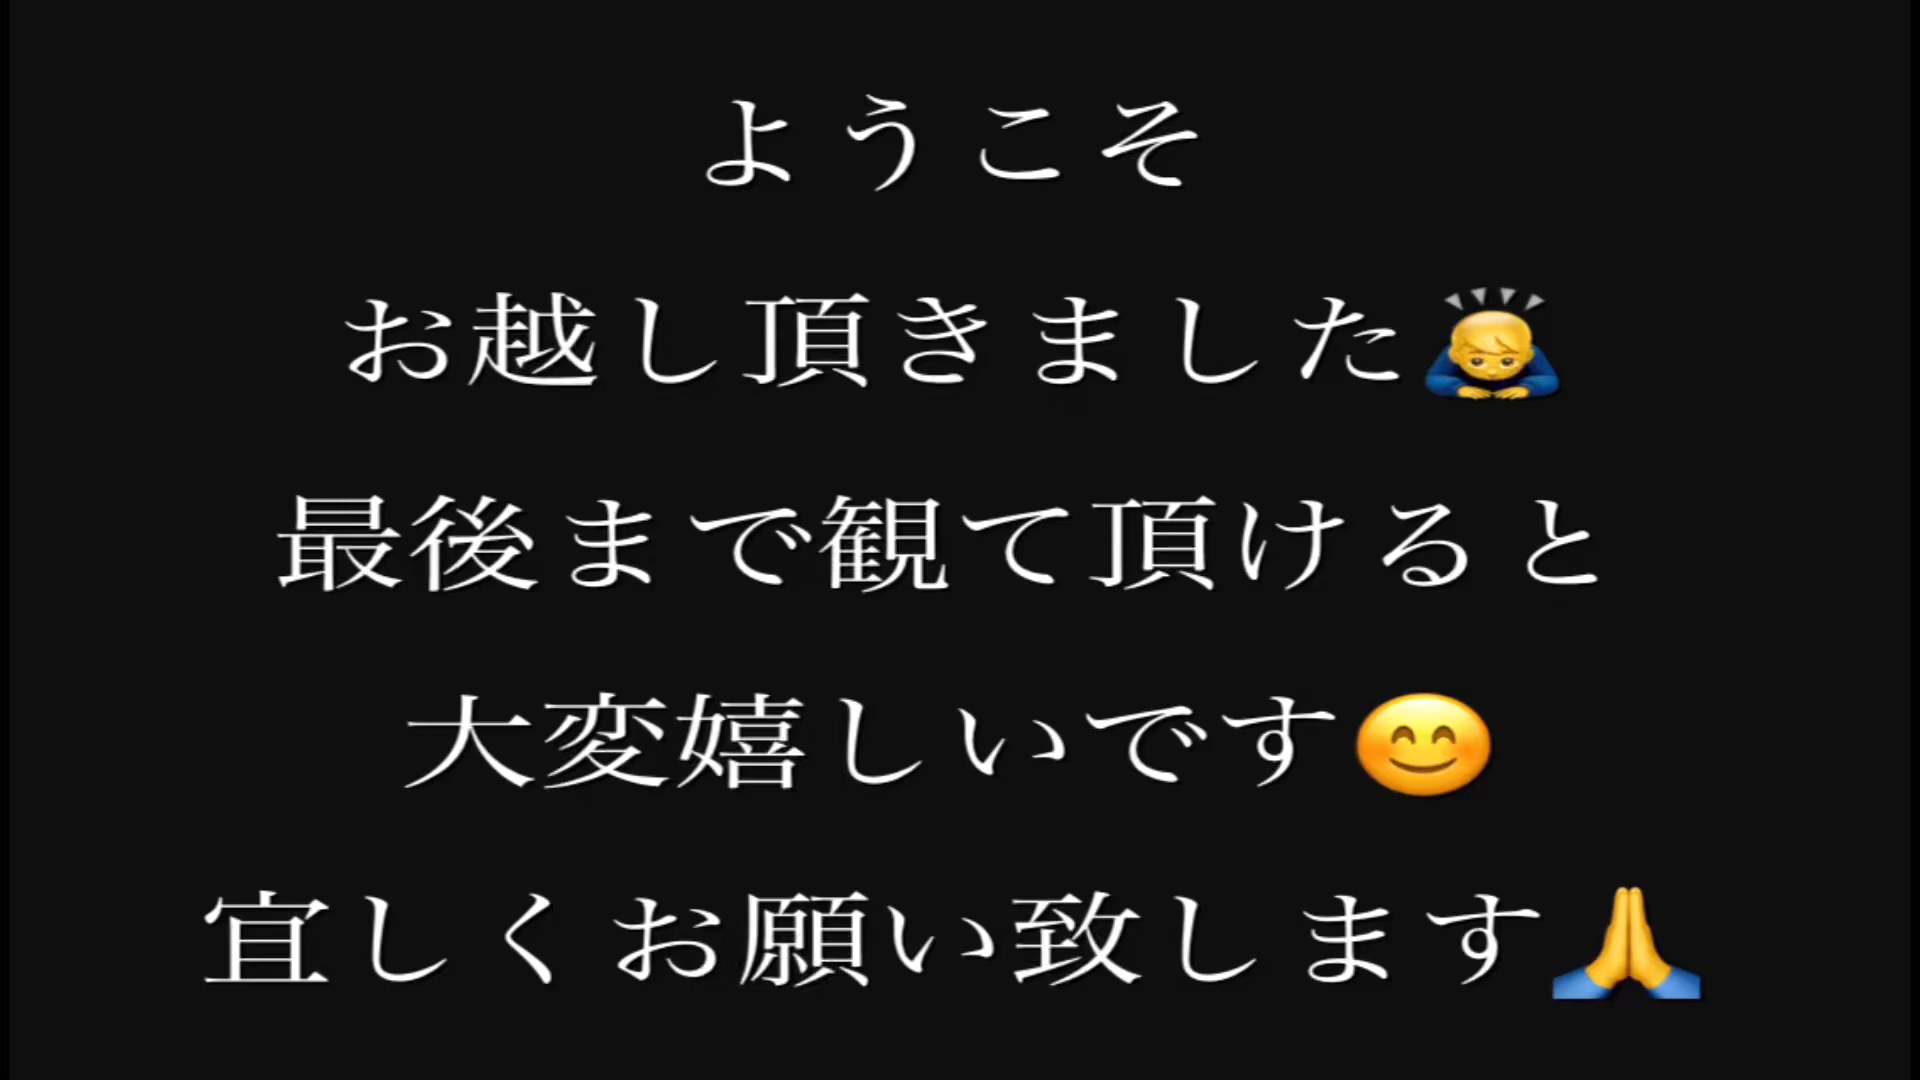 ようこそ
お越し頂きました🙇
最後まで観て頂けると
大変嬉しいです😊
宜しくお願い致します🙏